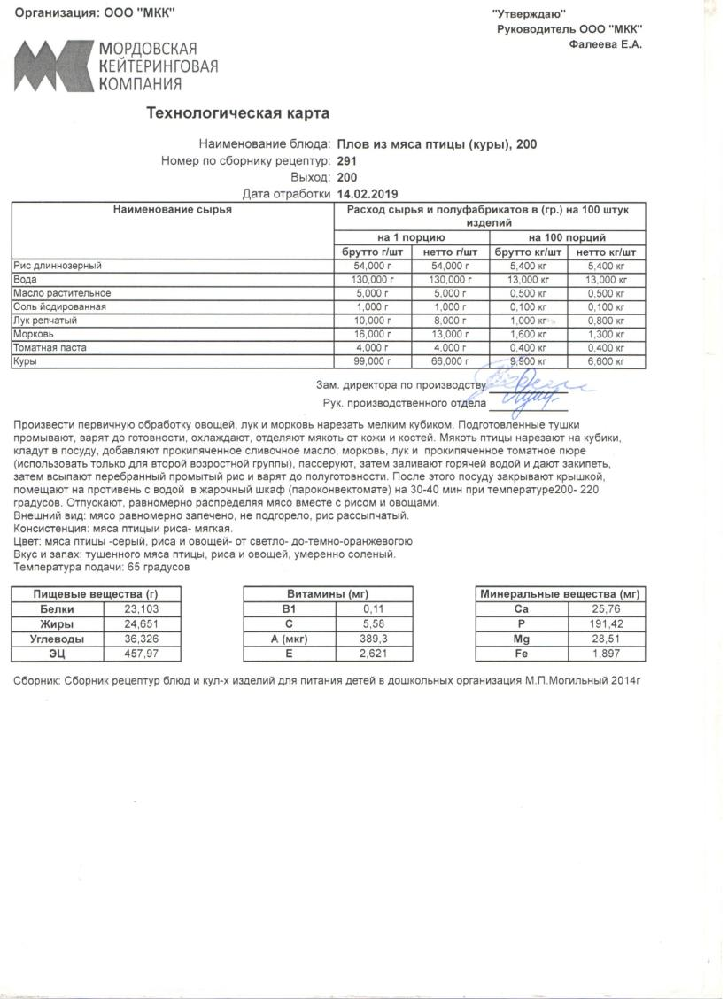 Организация: ООО "МКК"
"Утверждаю"
Руководитель ООО "МКК"
Фалеева Е.А.
МОРДОВСКАЯ
КЕЙТЕРИНГОВАЯ
КОМПАНИЯ
Технологическая карта
Наименование блюда: Плов из мяса птицы (куры), 200
Номер по сборнику рецептур: 291
Выход: 200
Дата отработки 14.02.2019
Наименование сырья Расход сырья и полуфабрикатов в (гр.) на 100 штук
изделий
на 1 порцию на 100 порций
брутто г/шт нетто г/шт брутто кг/шт нетто кг/шт
Рис длиннозерный 54,000 г 54,000 г 5,400 кг 5,400 кг
Вода 130,000 г 130,000 г 13,000 кг 13,000 кг
Масло растительное 5,000 г 5,000 г 0,500 кг 0,500 кг
Соль йодированная 1,000 г 1,000 г 0,100 кг 0,100 кг
Лук репчатый 10,000 г 8,000 г 1,000 кг 0,800 кг
Морковь 16,000 г 13,000 г 1,600 кг 1,300 кг
Томатная паста 4,000 г 4,000 г 0,400 кг 0,400 кг
Куры 99,000 г 66,000 г 9,900 кг 6,600 кг
Зам. директора по производству
Рук. производственного отдела
Произвести первичную обработку овощей, лук и морковь нарезать мелким кубиком. Подготовленные тушки
промывают, варят до готовности, охлаждают, отделяют мякоть от кожи и костей. Мякоть птицы нарезают на кубики,
кладут в посуду, добавляют прокипяченное сливочное масло, морковь, лук и прокипяченное томатное пюре
(использовать только для второй возростной группы), пассеруют, затем заливают горячей водой и дают закипеть,
затем всыпают перебранный промытый рис и варят до полуготовности. После этого посуду закрывают крышкой,
помещают на противень с водой в жарочный шкаф (пароконвектомате) на 30-40 мин при температуре200- 220
градусов. Отпускают, равномерно распределяя мясо вместе с рисом и овощами.
Внешний вид: мясо равномерно запечено, не подгорело, рис рассыпчатый.
Консистенция: мяса птицыи риса- мягкая.
Цвет: мяса птицы -серый, риса и овощей- от светло- до-темно-оранжевогою
Вкус и запах: тушенного мяса птицы, риса и овощей, умеренно соленый.
Температура подачи: 65 градусов
Пищевые вещества (г) Витамины (мг) Минеральные вещества (мг)
Белки 23,103 B1 0,11 Ca 25,76
Жиры 24,651 C 5,58 P 191,42
Углеводы 36,326 A (мкг) 389,3 Mg 28,51
ЭЦ 457,97 E 2,621 Fe 1,897
Сборник: Сборник рецептур блюд и кул-х изделий для питания детей в дошкольных организация М.П.Могильный 2014г